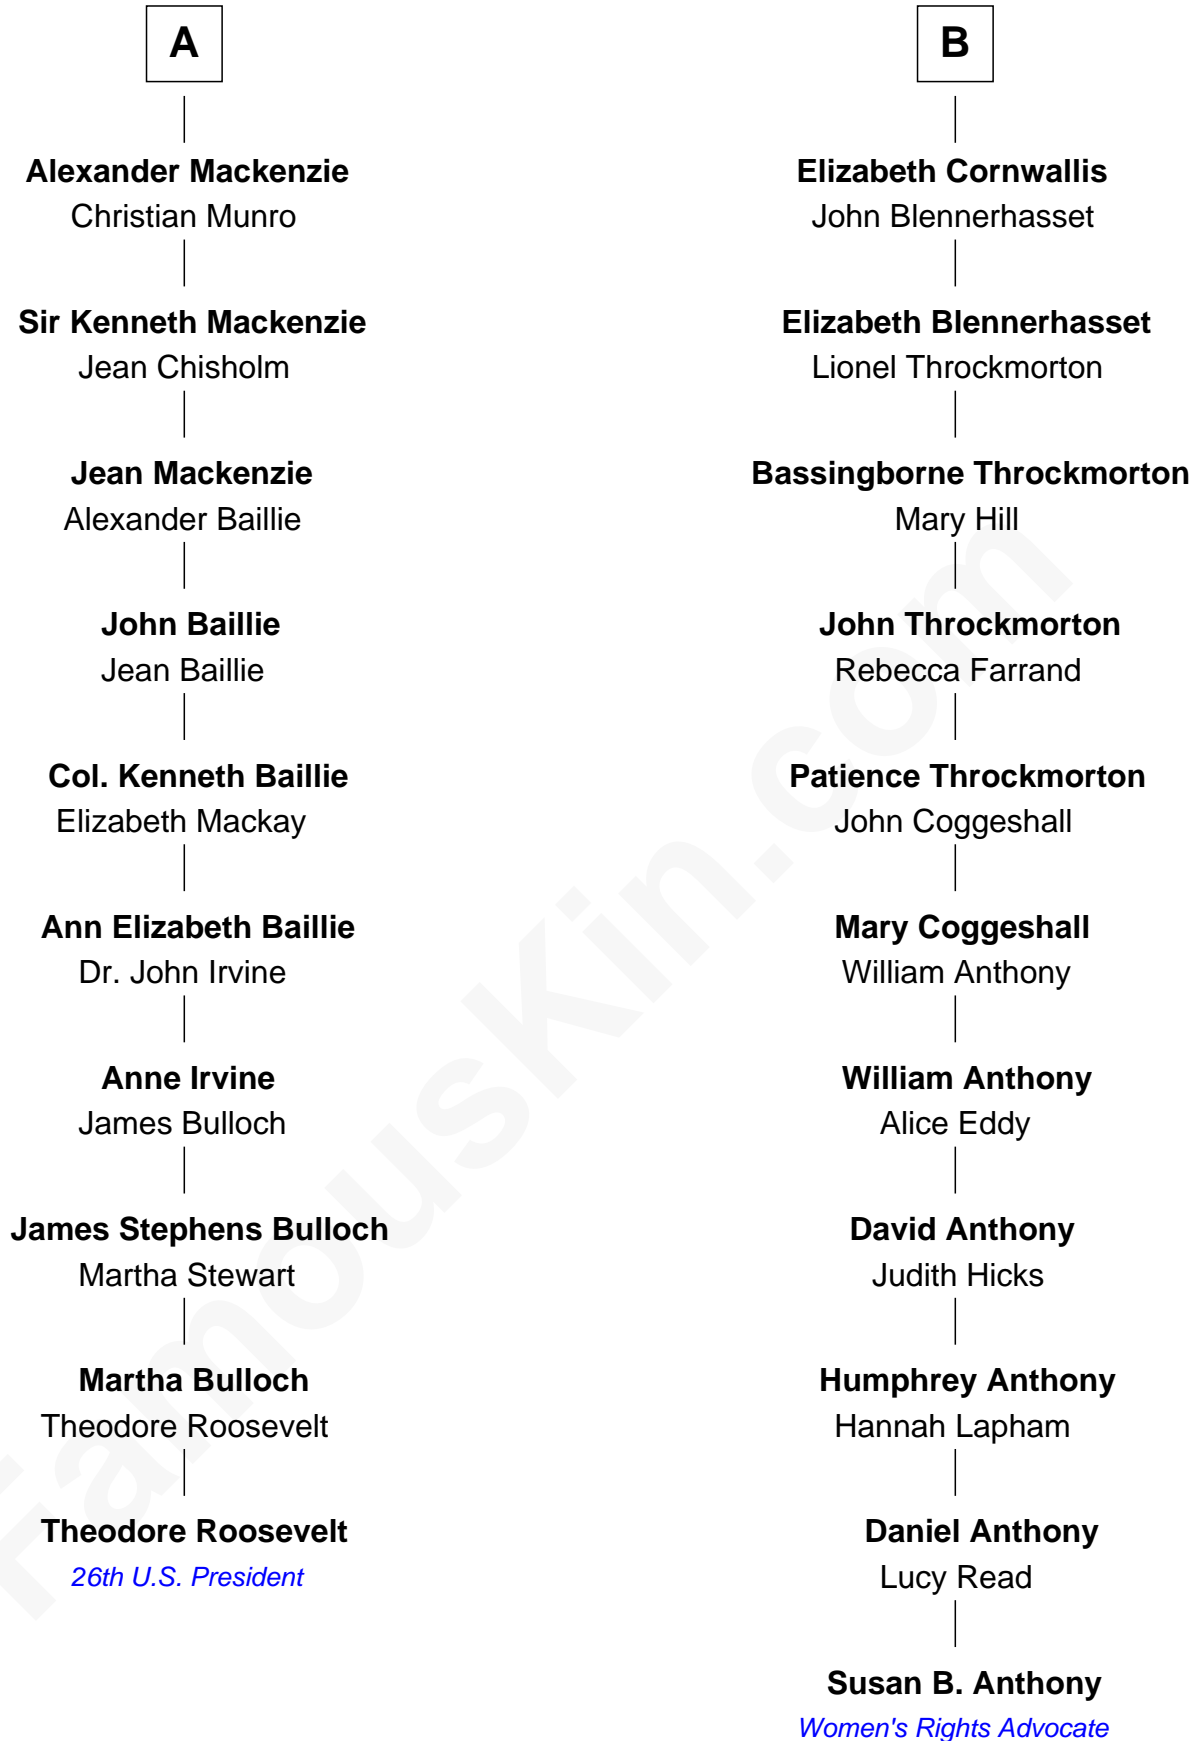 A
Alexander Mackenzie
Christian Munro
Sir Kenneth Mackenzie
Jean Chisholm
Jean Mackenzie
Alexander Baillie
John Baillie
Jean Baillie
Col. Kenneth Baillie
Elizabeth Mackay
Ann Elizabeth Baillie
Dr. John Irvine
Anne Irvine
James Bulloch
James Stephens Bulloch
Martha Stewart
Martha Bulloch
Theodore Roosevelt
Theodore Roosevelt
26th U.S. President
B
Elizabeth Cornwallis
John Blennerhasset
Elizabeth Blennerhasset
Lionel Throckmorton
Bassingborne Throckmorton
Mary Hill
John Throckmorton
Rebecca Farrand
Patience Throckmorton
John Coggeshall
Mary Coggeshall
William Anthony
William Anthony
Alice Eddy
David Anthony
Judith Hicks
Humphrey Anthony
Hannah Lapham
Daniel Anthony
Lucy Read
Susan B. Anthony
Women's Rights Advocate
FamousKin.com